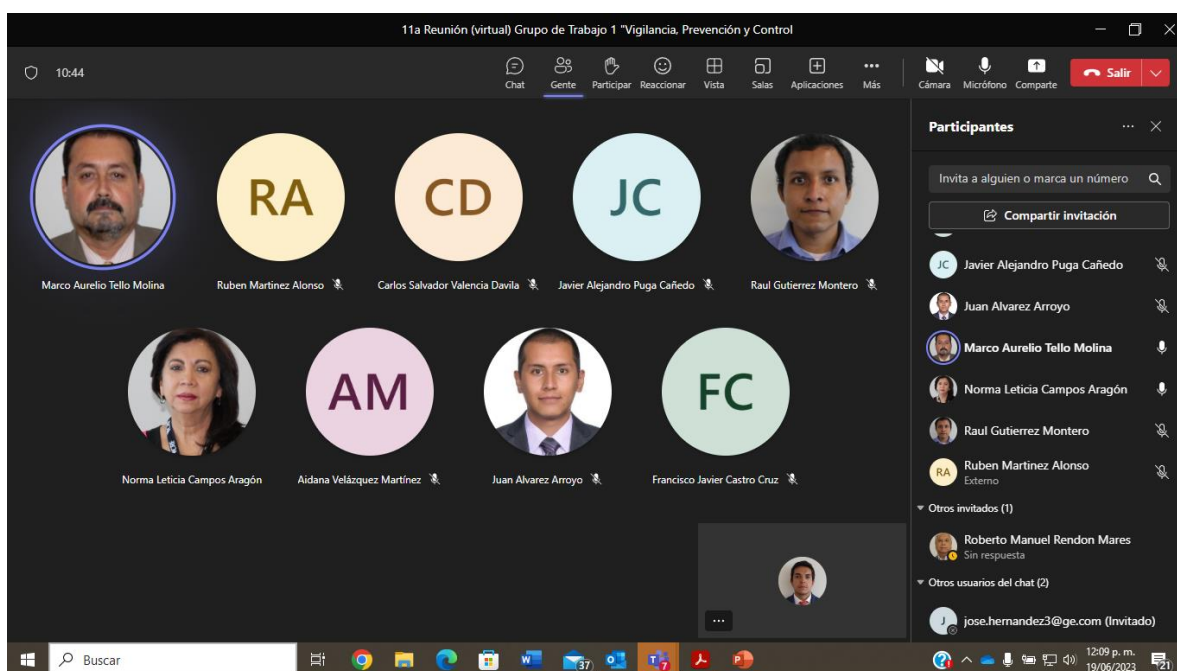 11a Reunión (virtual) Grupo de Trabajo 1 "Vigilancia, Prevención y Control
10:44
Chat Gente Participar Reaccionar Vista Salas Aplicaciones Más Cámara Micrófono Comparte Salir
RA CD JC
Marco Aurelio Tello Molina Ruben Martinez Alonso Carlos Salvador Valencia Davila Javier Alejandro Puga Cañedo Raul Gutierrez Montero
AM FC
Norma Leticia Campos Aragón Aidana Velázquez Martínez Juan Alvarez Arroyo Francisco Javier Castro Cruz
...
Participantes
Invita a alguien o marca un número
Compartir invitación
JC Javier Alejandro Puga Cañedo
Juan Alvarez Arroyo
Marco Aurelio Tello Molina
Norma Leticia Campos Aragón
Raul Gutierrez Montero
RA Ruben Martinez Alonso
Externo
Otros invitados (1)
Roberto Manuel Rendon Mares
Sin respuesta
Otros usuarios del chat (2)
J jose.hernandez3@ge.com (Invitado)
Buscar
37
7
12:09 p. m.
19/06/2023
21